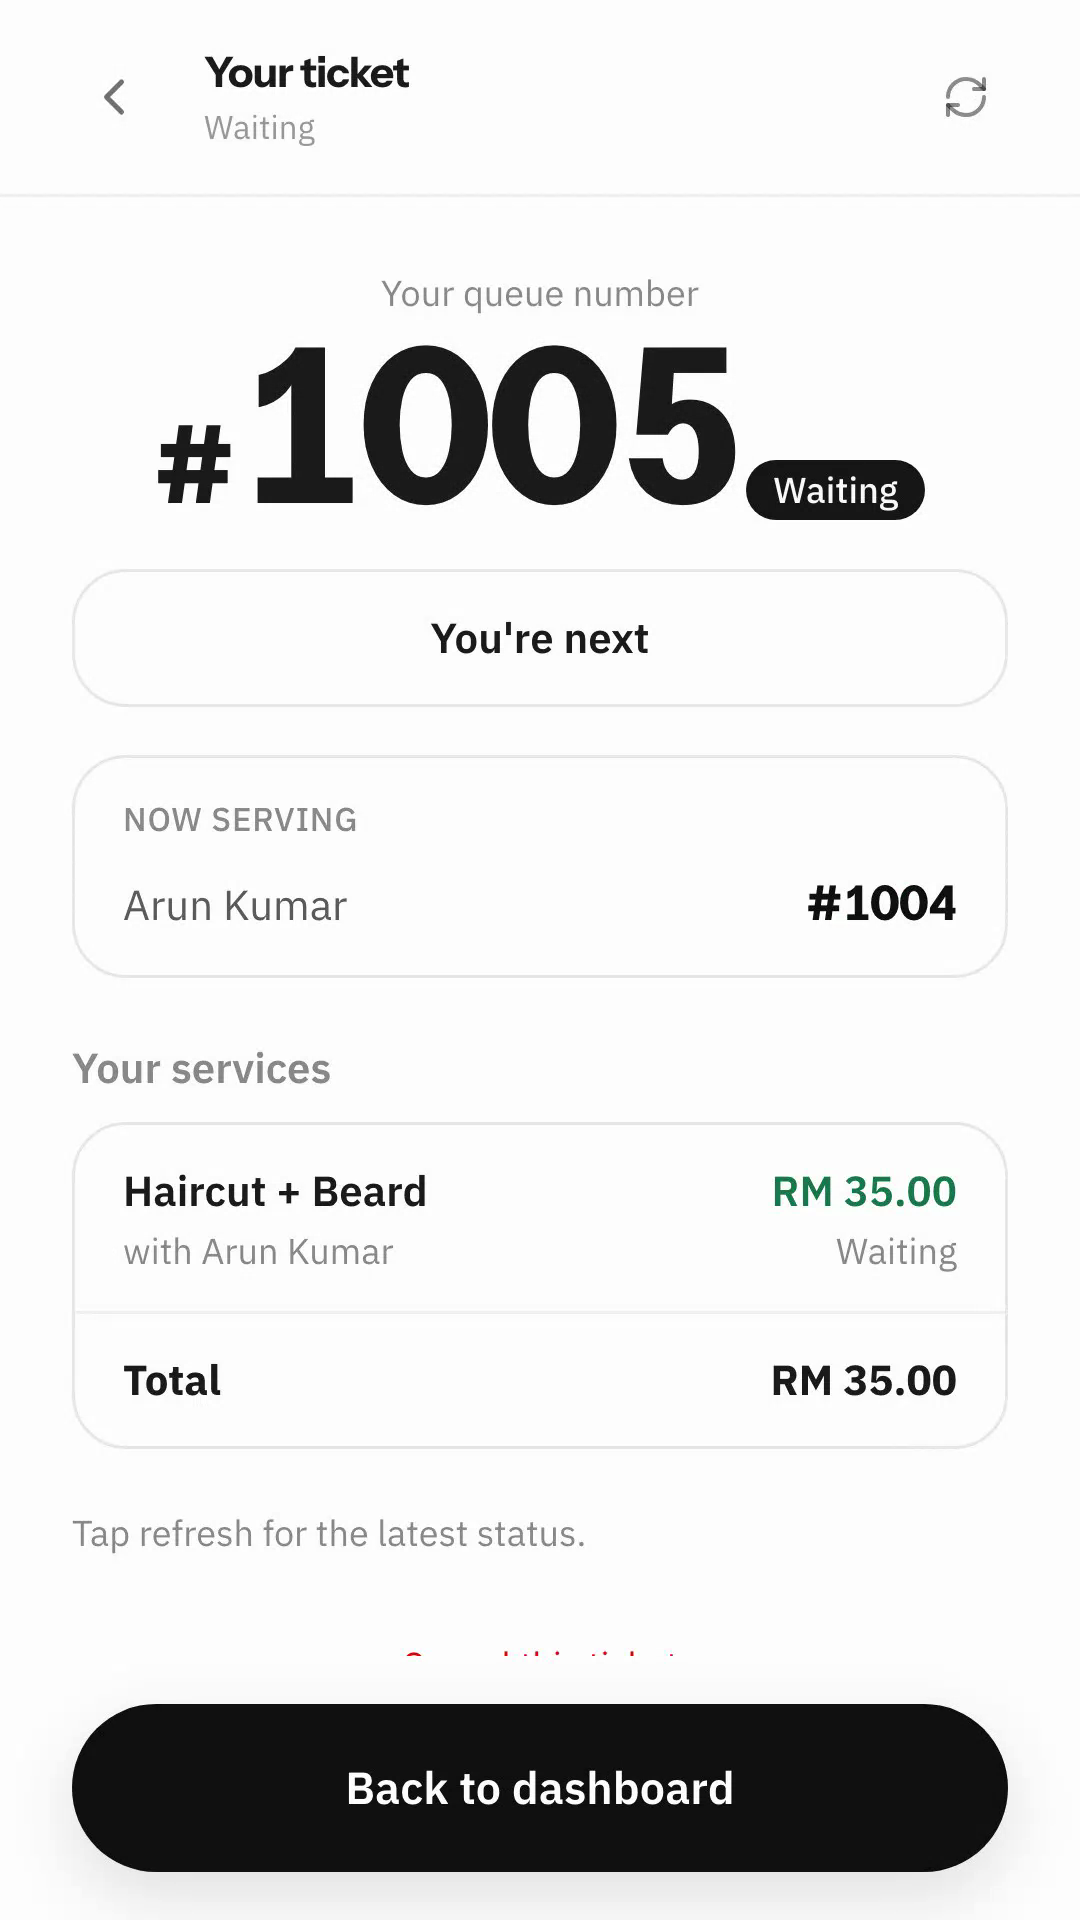 Your ticket
Waiting
Your queue number
#1005 Waiting
You're next
NOW SERVING
Arun Kumar #1004
Your services
Haircut + Beard RM 35.00
with Arun Kumar Waiting
Total RM 35.00
Tap refresh for the latest status.
Back to dashboard